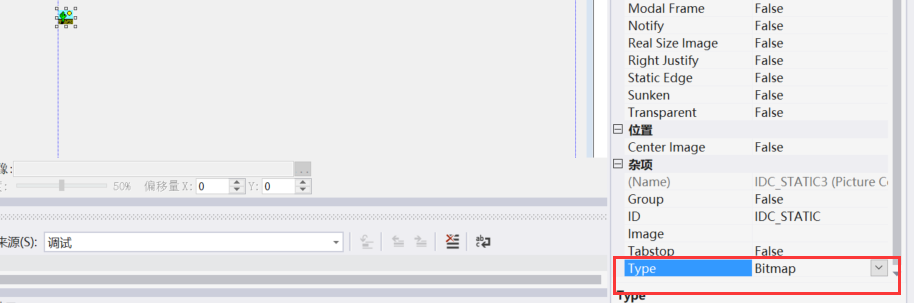 Modal Frame False
Notify False
Real Size Image False
Right Justify False
Static Edge False
Sunken False
Transparent False
位置
Center Image False
杂项
(Name) IDC_STATIC3 (Picture C
Group False
ID IDC_STATIC
Image
Tabstop False
Type Bitmap
Type
像:
...
50% 偏移量 X: 0 Y: 0
来源(S): 调试